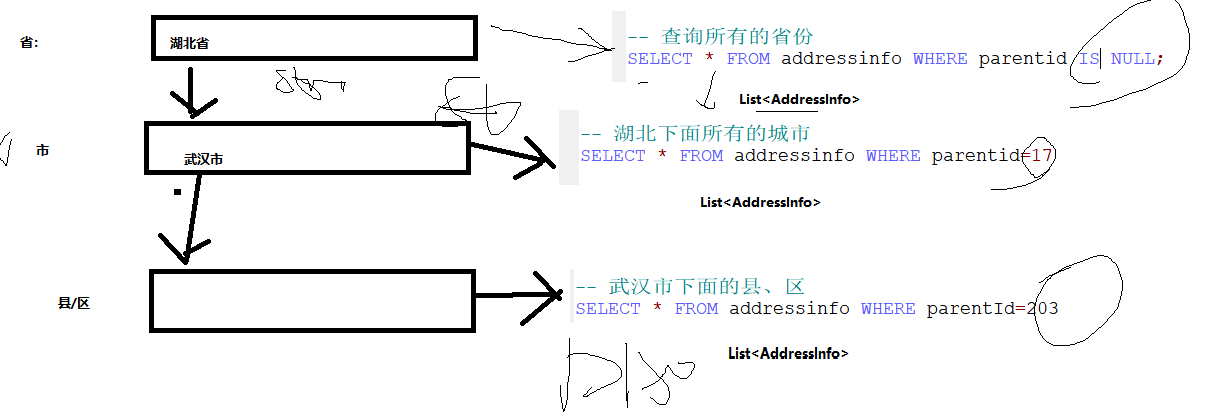 省:
湖北省
-- 查询所有的省份
SELECT * FROM addressinfo WHERE parentid IS NULL;
List<AddressInfo>
市
武汉市
-- 湖北下面所有的城市
SELECT * FROM addressinfo WHERE parentid=17
List<AddressInfo>
县/区
-- 武汉市下面的县、区
SELECT * FROM addressinfo WHERE parentId=203
List<AddressInfo>